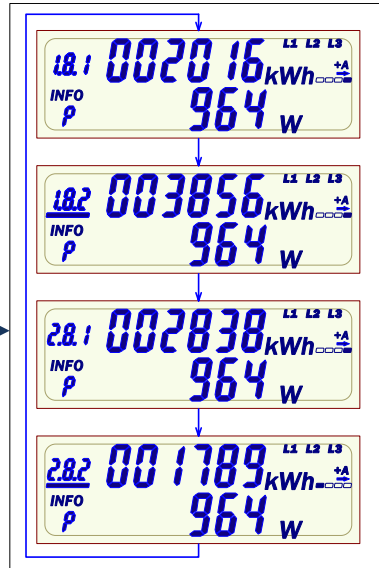 L1 L2 L3
1.8.1 002016 kWh +A
INFO
P 964 W
L1 L2 L3
1.8.2 003856 kWh +A
INFO
P 964 W
L1 L2 L3
2.8.1 002838 kWh +A
INFO
P 964 W
L1 L2 L3
2.8.2 001789 kWh +A
INFO
P 964 W